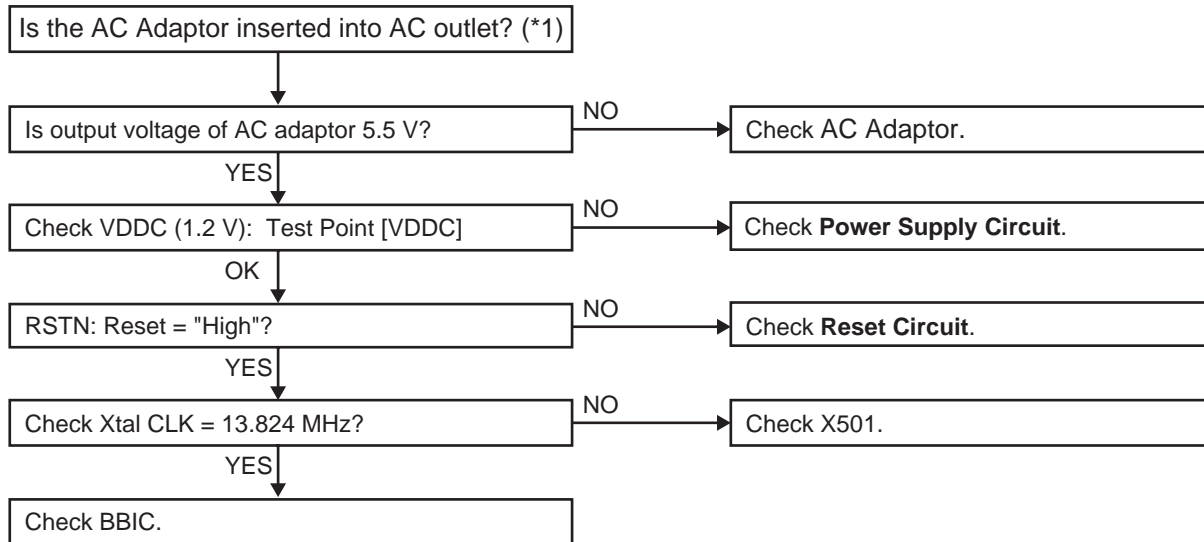 Is the AC Adaptor inserted into AC outlet? (*1)
Is output voltage of AC adaptor 5.5 V?
NO
Check AC Adaptor.
YES
Check VDDC (1.2 V): Test Point [VDDC]
NO
Check Power Supply Circuit.
OK
RSTN: Reset = "High"?
NO
Check Reset Circuit.
YES
Check Xtal CLK = 13.824 MHz?
NO
Check X501.
YES
Check BBIC.